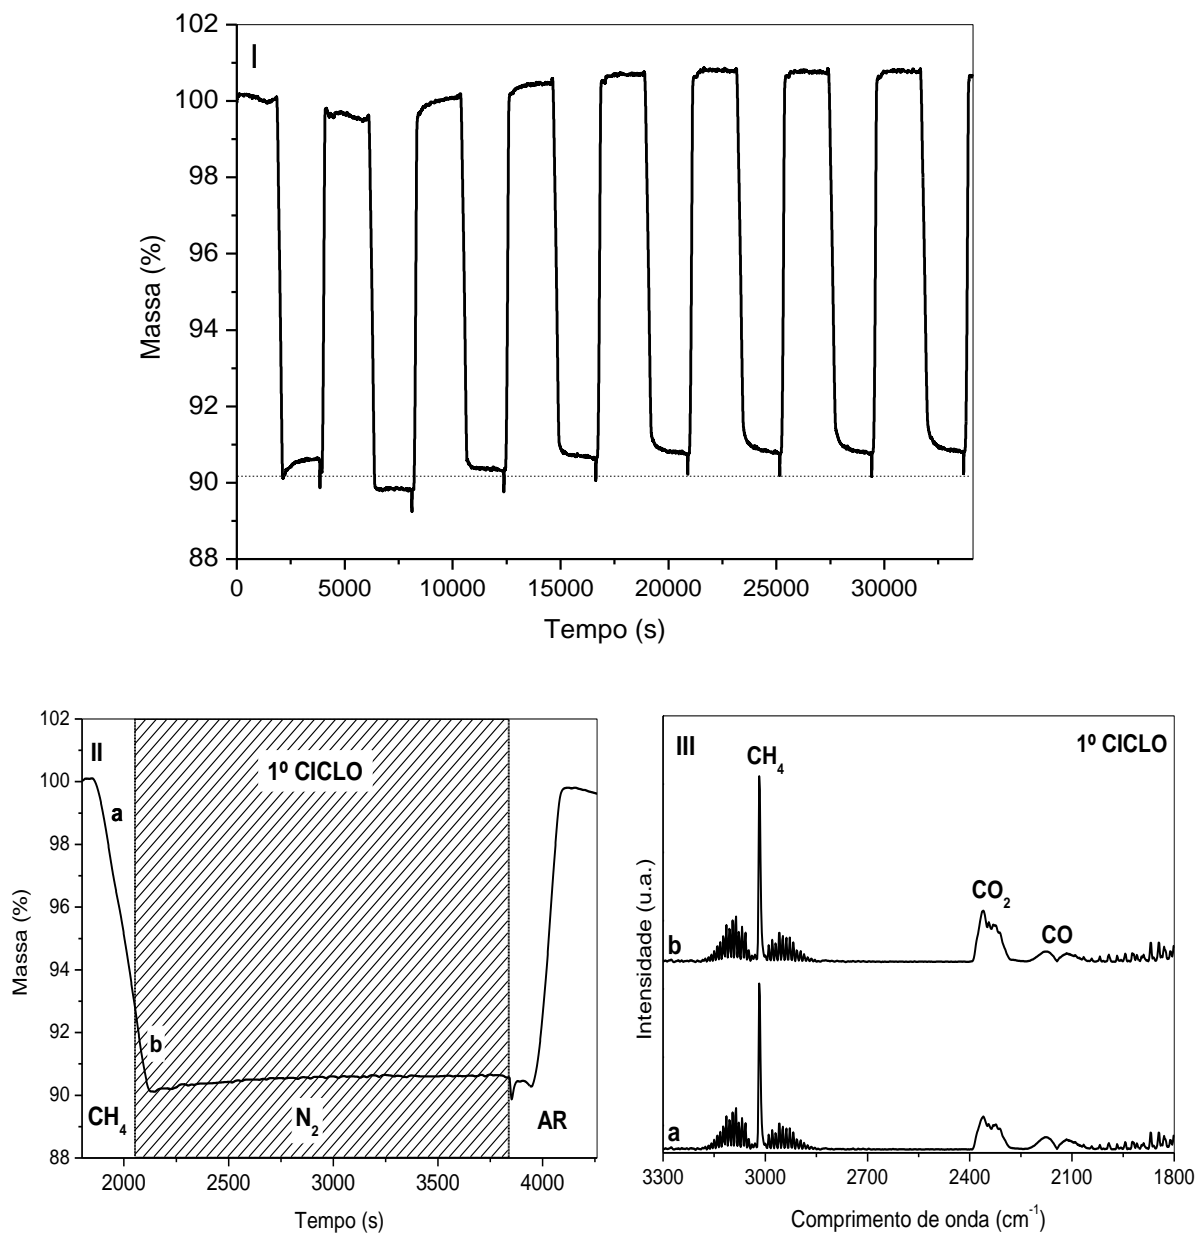 I
102
100
98
96
94
92
90
88
Massa (%)
0 5000 10000 15000 20000 25000 30000
Tempo (s)
II
102
100
98
96
94
92
90
88
Massa (%)
1º CICLO
a
b
CH₄
N₂
AR
2000 2500 3000 3500 4000
Tempo (s)
III
1º CICLO
CH₄
CO₂
CO
b
a
Intensidade (u.a.)
3300 3000 2700 2400 2100 1800
Comprimento de onda (cm⁻¹)